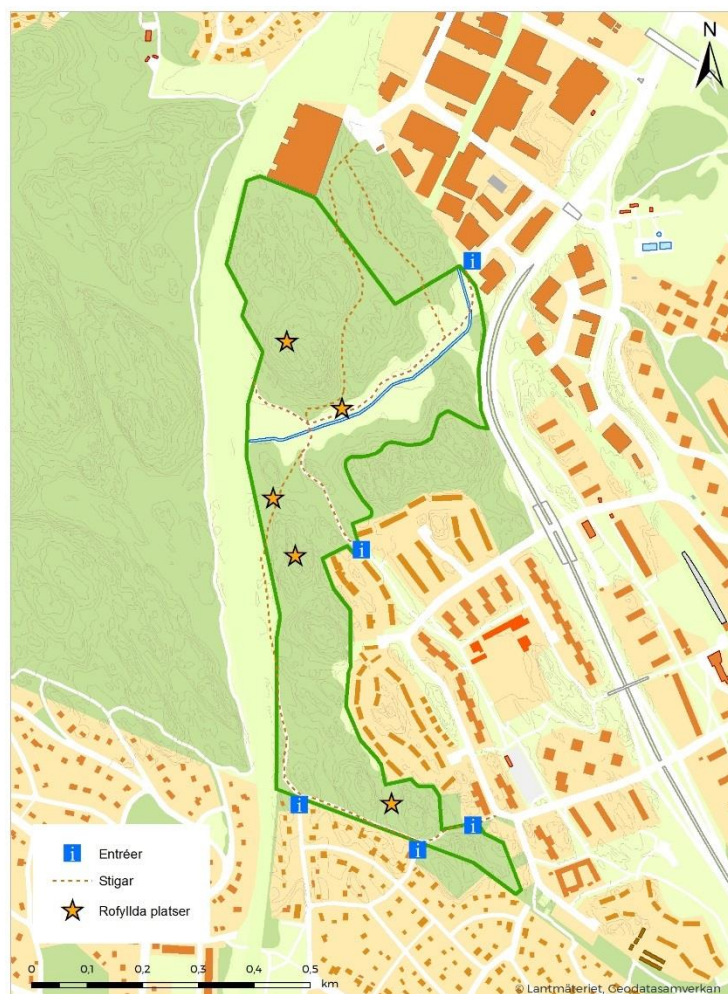 N
i
i
i
i
i
i Entréer
Stigar
Rofyllda platser
0 0,1 0,2 0,3 0,4 0,5
km
© Lantmäteriet, Geodatasamverkan